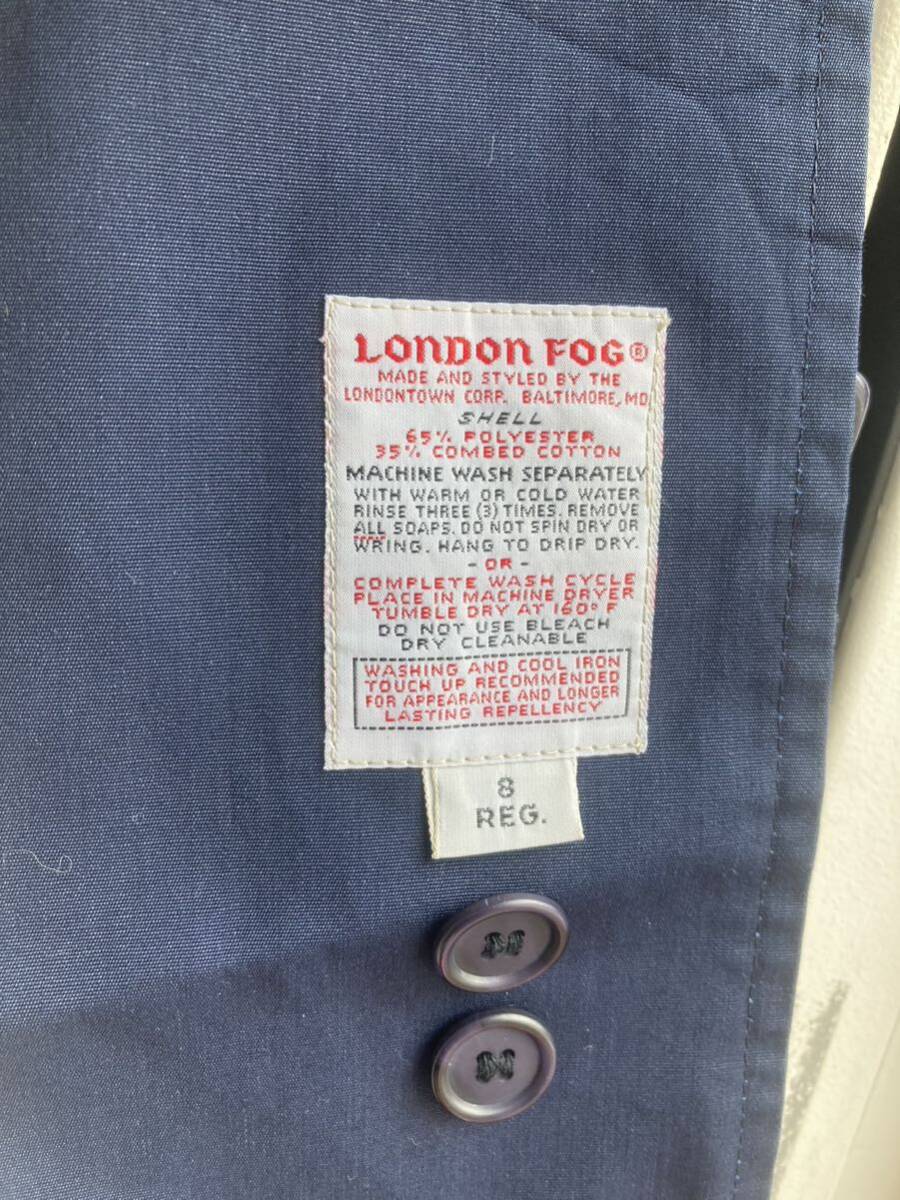 LONDON FOG®
MADE AND STYLED BY THE
LONDONTOWN CORP. BALTIMORE, MD.
SHELL
65% POLYESTER
35% COMBED COTTON
MACHINE WASH SEPARATELY
WITH WARM OR COLD WATER
RINSE THREE (3) TIMES. REMOVE
ALL SOAPS. DO NOT SPIN DRY OR
WRING. HANG TO DRIP DRY.
- OR -
COMPLETE WASH CYCLE
PLACE IN MACHINE DRYER
TUMBLE DRY AT 160° F
DO NOT USE BLEACH
DRY CLEANABLE
WASHING AND COOL IRON
TOUCH UP RECOMMENDED
FOR APPEARANCE AND LONGER
LASTING REPELLENCY
8
REG.